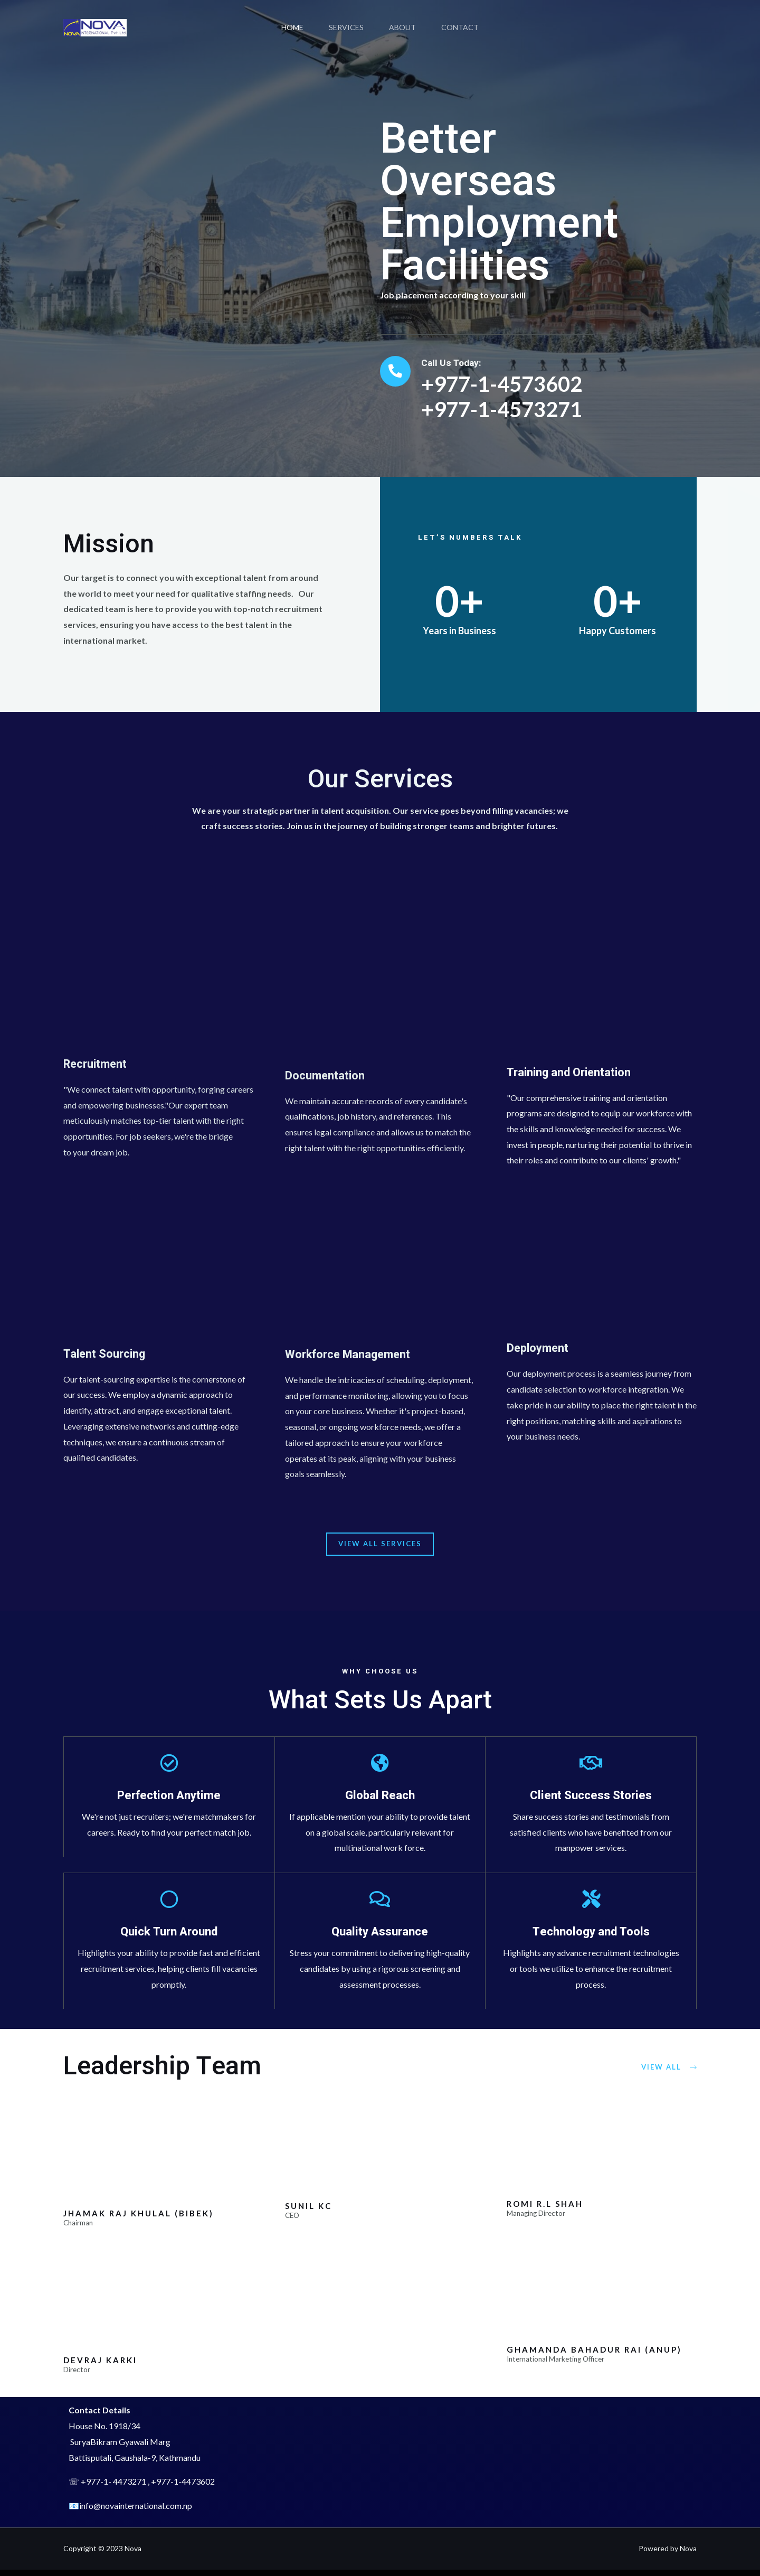 NOVA
INTERNATIONAL PVT. LTD
HOME SERVICES ABOUT CONTACT
Better
Overseas
Employment
Facilities
Job placement according to your skill
Call Us Today:
+977-1-4573602
+977-1-4573271
Mission
Our target is to connect you with exceptional talent from around
the world to meet your need for qualitative staffing needs. Our
dedicated team is here to provide you with top-notch recruitment
services, ensuring you have access to the best talent in the
international market.
LET'S NUMBERS TALK
0+
Years in Business
0+
Happy Customers
Our Services
We are your strategic partner in talent acquisition. Our service goes beyond filling vacancies; we
craft success stories. Join us in the journey of building stronger teams and brighter futures.
Recruitment
"We connect talent with opportunity, forging careers
and empowering businesses."Our expert team
meticulously matches top-tier talent with the right
opportunities. For job seekers, we're the bridge
to your dream job.
Documentation
We maintain accurate records of every candidate's
qualifications, job history, and references. This
ensures legal compliance and allows us to match the
right talent with the right opportunities efficiently.
Training and Orientation
"Our comprehensive training and orientation
programs are designed to equip our workforce with
the skills and knowledge needed for success. We
invest in people, nurturing their potential to thrive in
their roles and contribute to our clients' growth."
Talent Sourcing
Our talent-sourcing expertise is the cornerstone of
our success. We employ a dynamic approach to
identify, attract, and engage exceptional talent.
Leveraging extensive networks and cutting-edge
techniques, we ensure a continuous stream of
qualified candidates.
Workforce Management
We handle the intricacies of scheduling, deployment,
and performance monitoring, allowing you to focus
on your core business. Whether it's project-based,
seasonal, or ongoing workforce needs, we offer a
tailored approach to ensure your workforce
operates at its peak, aligning with your business
goals seamlessly.
Deployment
Our deployment process is a seamless journey from
candidate selection to workforce integration. We
take pride in our ability to place the right talent in the
right positions, matching skills and aspirations to
your business needs.
VIEW ALL SERVICES
WHY CHOOSE US
What Sets Us Apart
Perfection Anytime
We're not just recruiters; we're matchmakers for
careers. Ready to find your perfect match job.
Global Reach
If applicable mention your ability to provide talent
on a global scale, particularly relevant for
multinational work force.
Client Success Stories
Share success stories and testimonials from
satisfied clients who have benefited from our
manpower services.
Quick Turn Around
Highlights your ability to provide fast and efficient
recruitment services, helping clients fill vacancies
promptly.
Quality Assurance
Stress your commitment to delivering high-quality
candidates by using a rigorous screening and
assessment processes.
Technology and Tools
Highlights any advance recruitment technologies
or tools we utilize to enhance the recruitment
process.
Leadership Team
VIEW ALL →
JHAMAK RAJ KHULAL (BIBEK)
Chairman
SUNIL KC
CEO
ROMI R.L SHAH
Managing Director
DEVRAJ KARKI
Director
GHAMANDA BAHADUR RAI (ANUP)
International Marketing Officer
Contact Details
House No. 1918/34
SuryaBikram Gyawali Marg
Battisputali, Gaushala-9, Kathmandu
☏ +977-1- 4473271 , +977-1-4473602
📧info@novainternational.com.np
Copyright © 2023 Nova
Powered by Nova